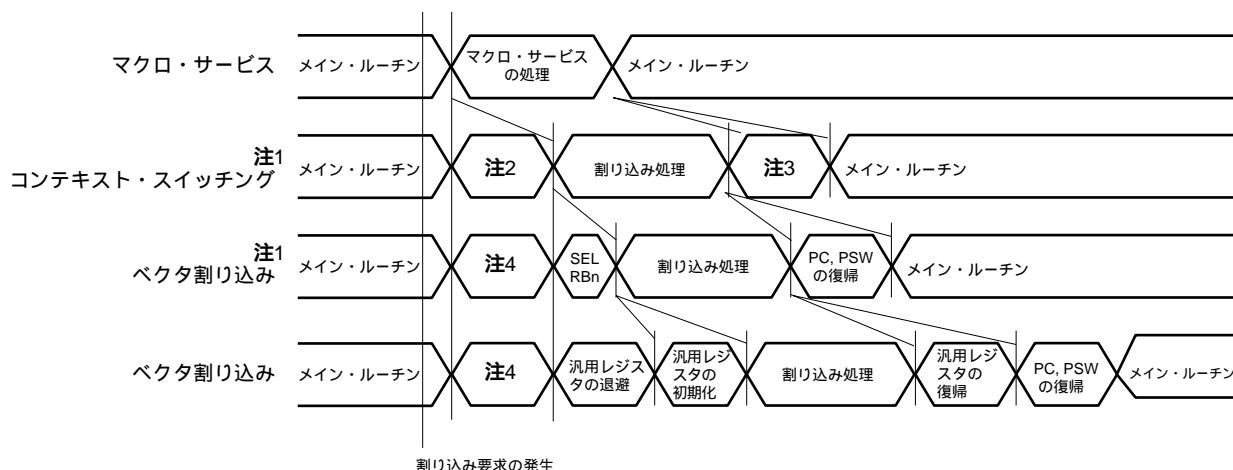 マクロ・サービス
メイン・ルーチン
マクロ・サービス
の処理
メイン・ルーチン
注1
コンテキスト・スイッチング
メイン・ルーチン
注2
割り込み処理
注3
メイン・ルーチン
注1
ベクタ割り込み
メイン・ルーチン
注4
SEL
RBn
割り込み処理
PC, PSW
の復帰
メイン・ルーチン
ベクタ割り込み
メイン・ルーチン
注4
汎用レジス
タの退避
汎用レジ
スタの
初期化
割り込み処理
汎用レジ
スタの
復帰
PC, PSW
の復帰
メイン・ルーチン
割り込み要求の発生